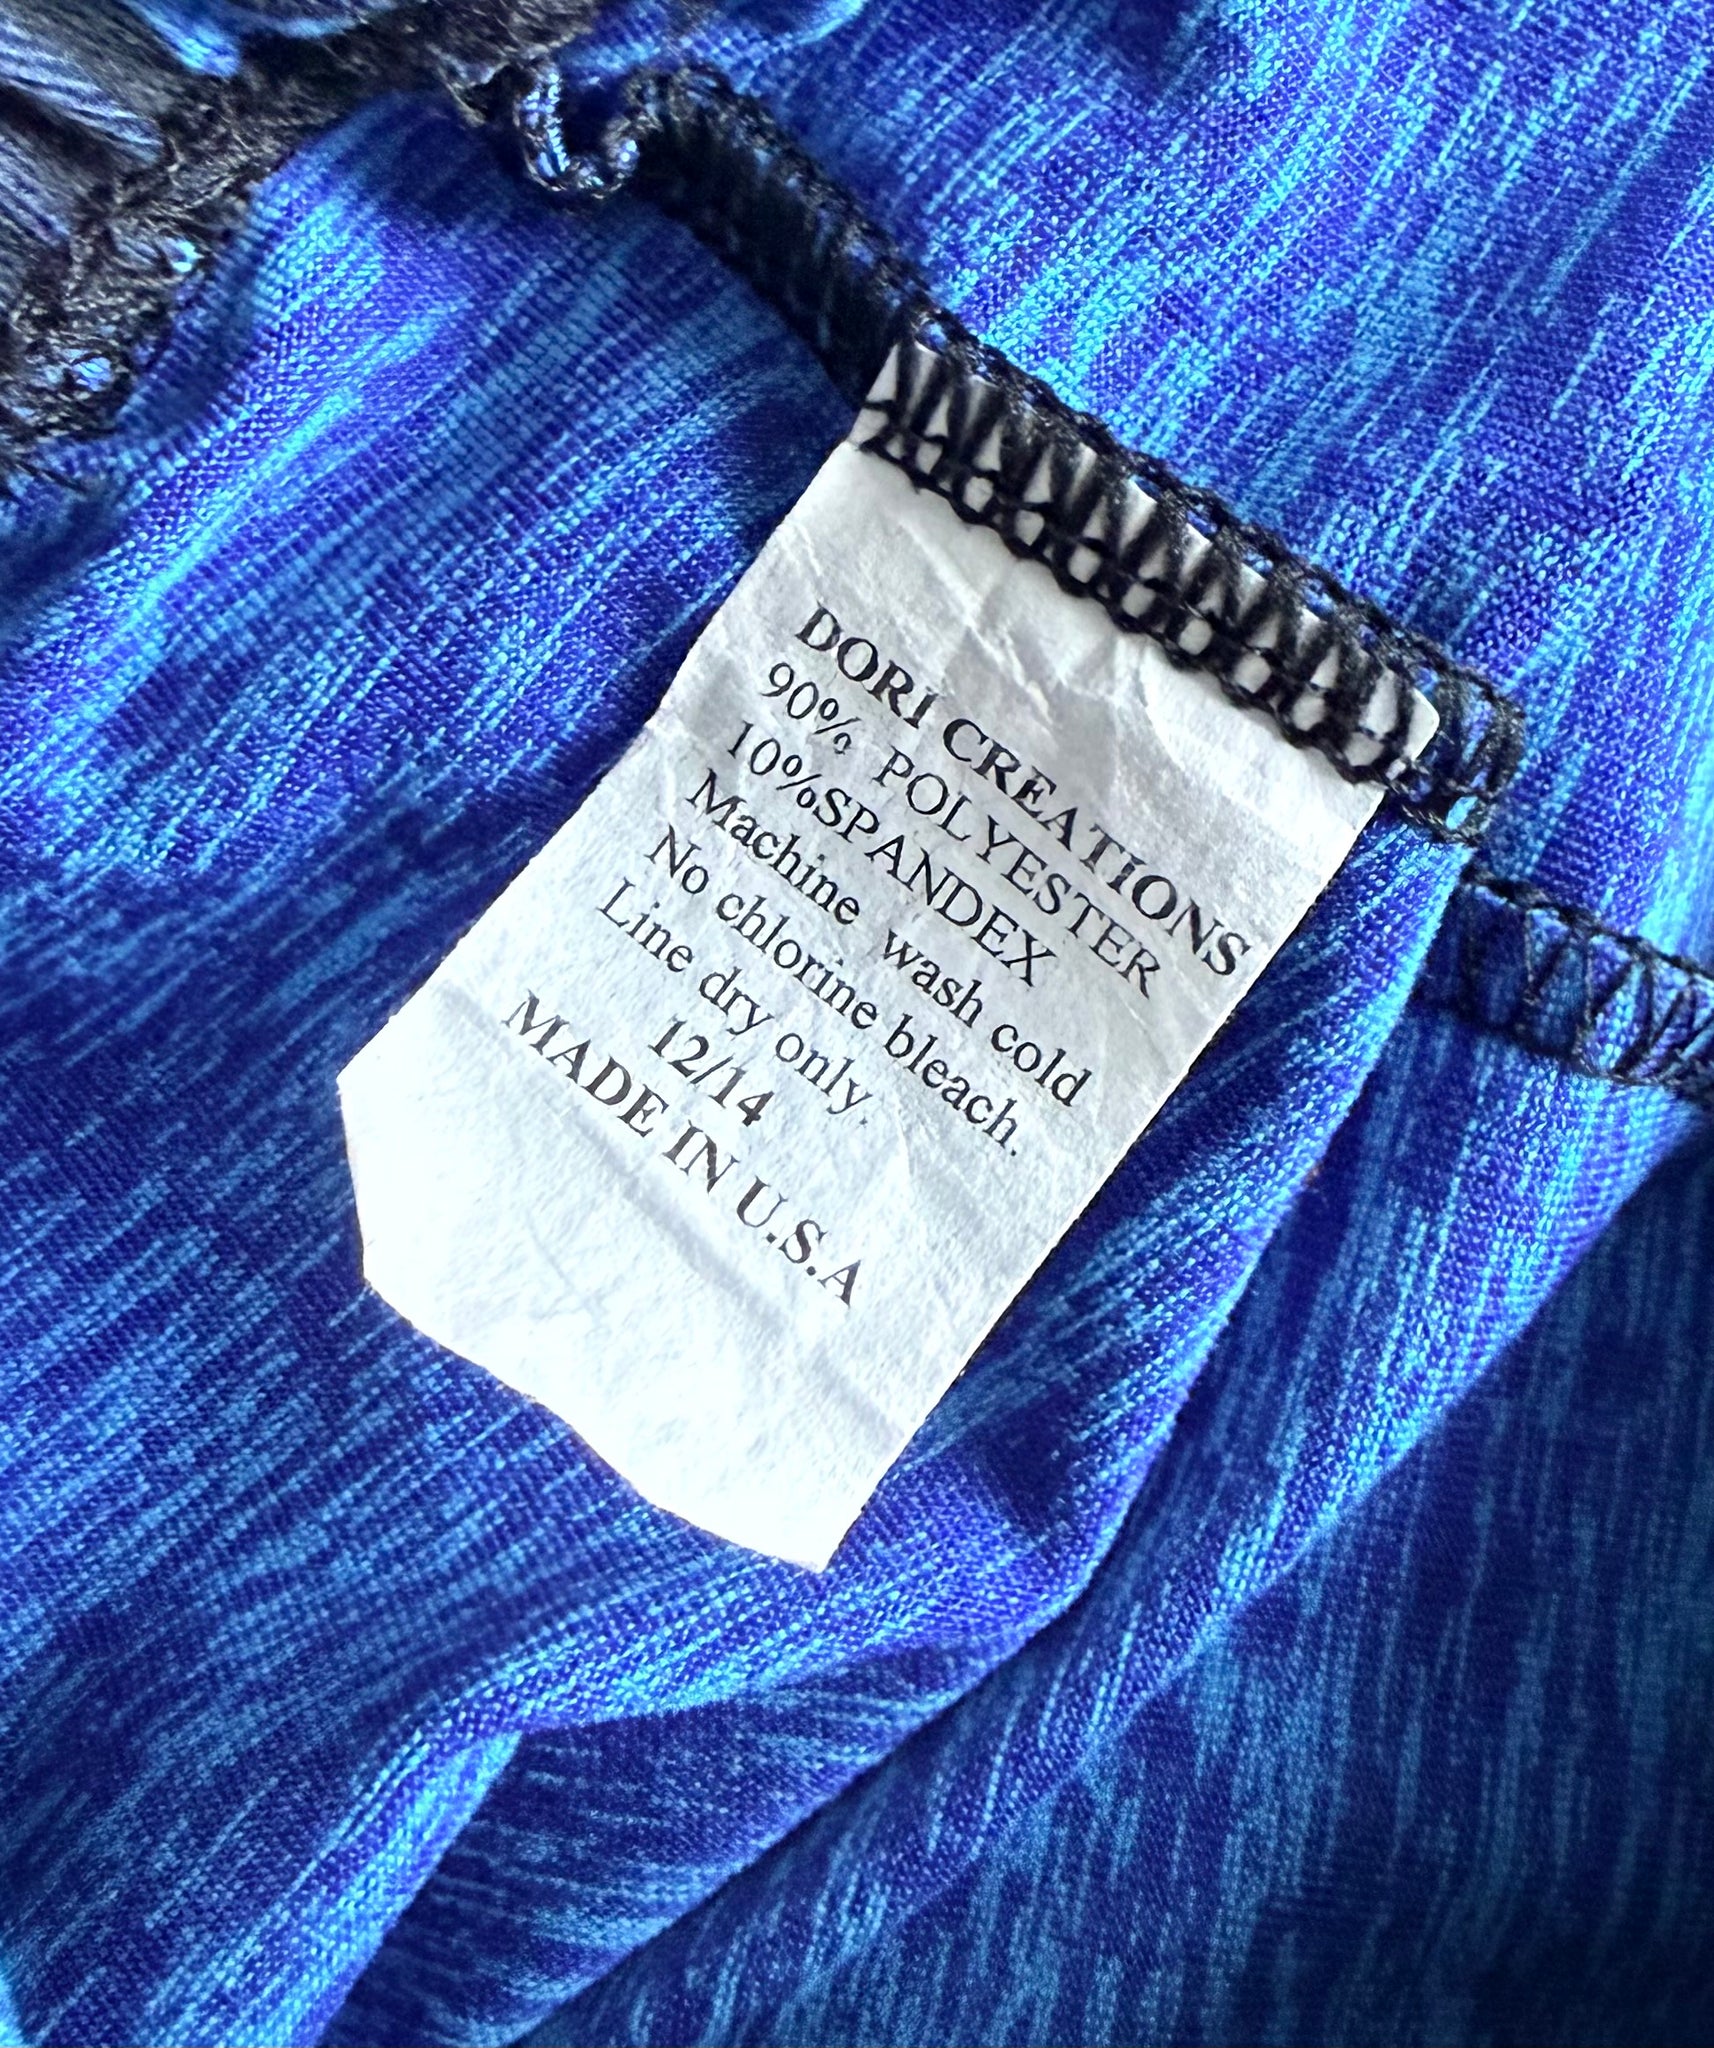 DORI CREATIONS
90% POLYESTER
10%SPANDEX
Machine wash cold
No chlorine bleach.
Line dry only.
12/14
MADE IN U.S.A